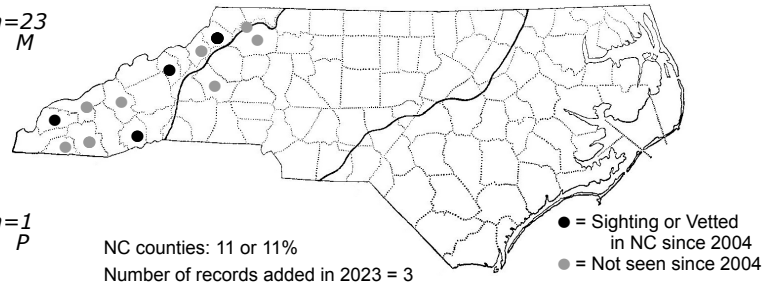 n=23
M
n=1
P
NC counties: 11 or 11%
Number of records added in 2023 = 3
● = Sighting or Vetted
in NC since 2004
● = Not seen since 2004